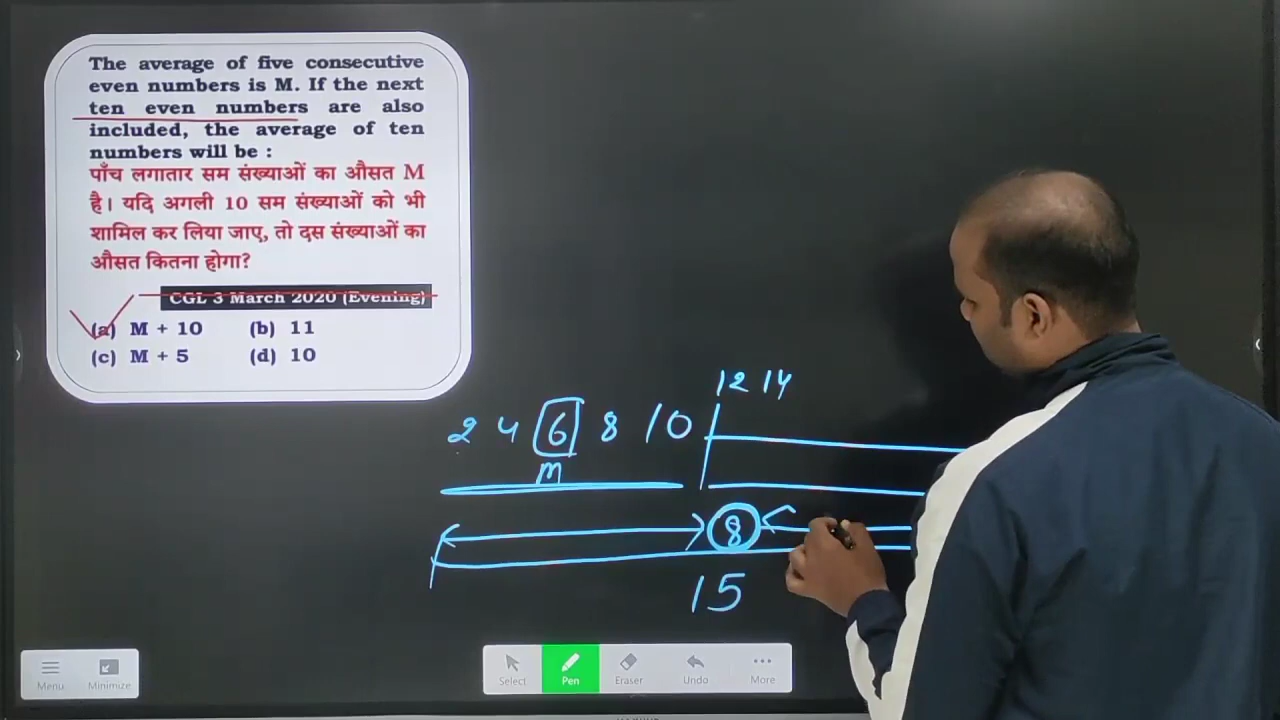 The average of five consecutive
even numbers is M. If the next
ten even numbers are also
included, the average of ten
numbers will be :
पाँच लगातार सम संख्याओं का औसत M
है। यदि अगली 10 सम संख्याओं को भी
शामिल कर लिया जाए, तो दस संख्याओं का
औसत कितना होगा?
CGL 3 March 2020 (Evening)
(a) M + 10 (b) 11
(c) M + 5 (d) 10
12 14
2 4 6 8 10
M
8
15
Menu Minimize Select Pen Eraser Undo More